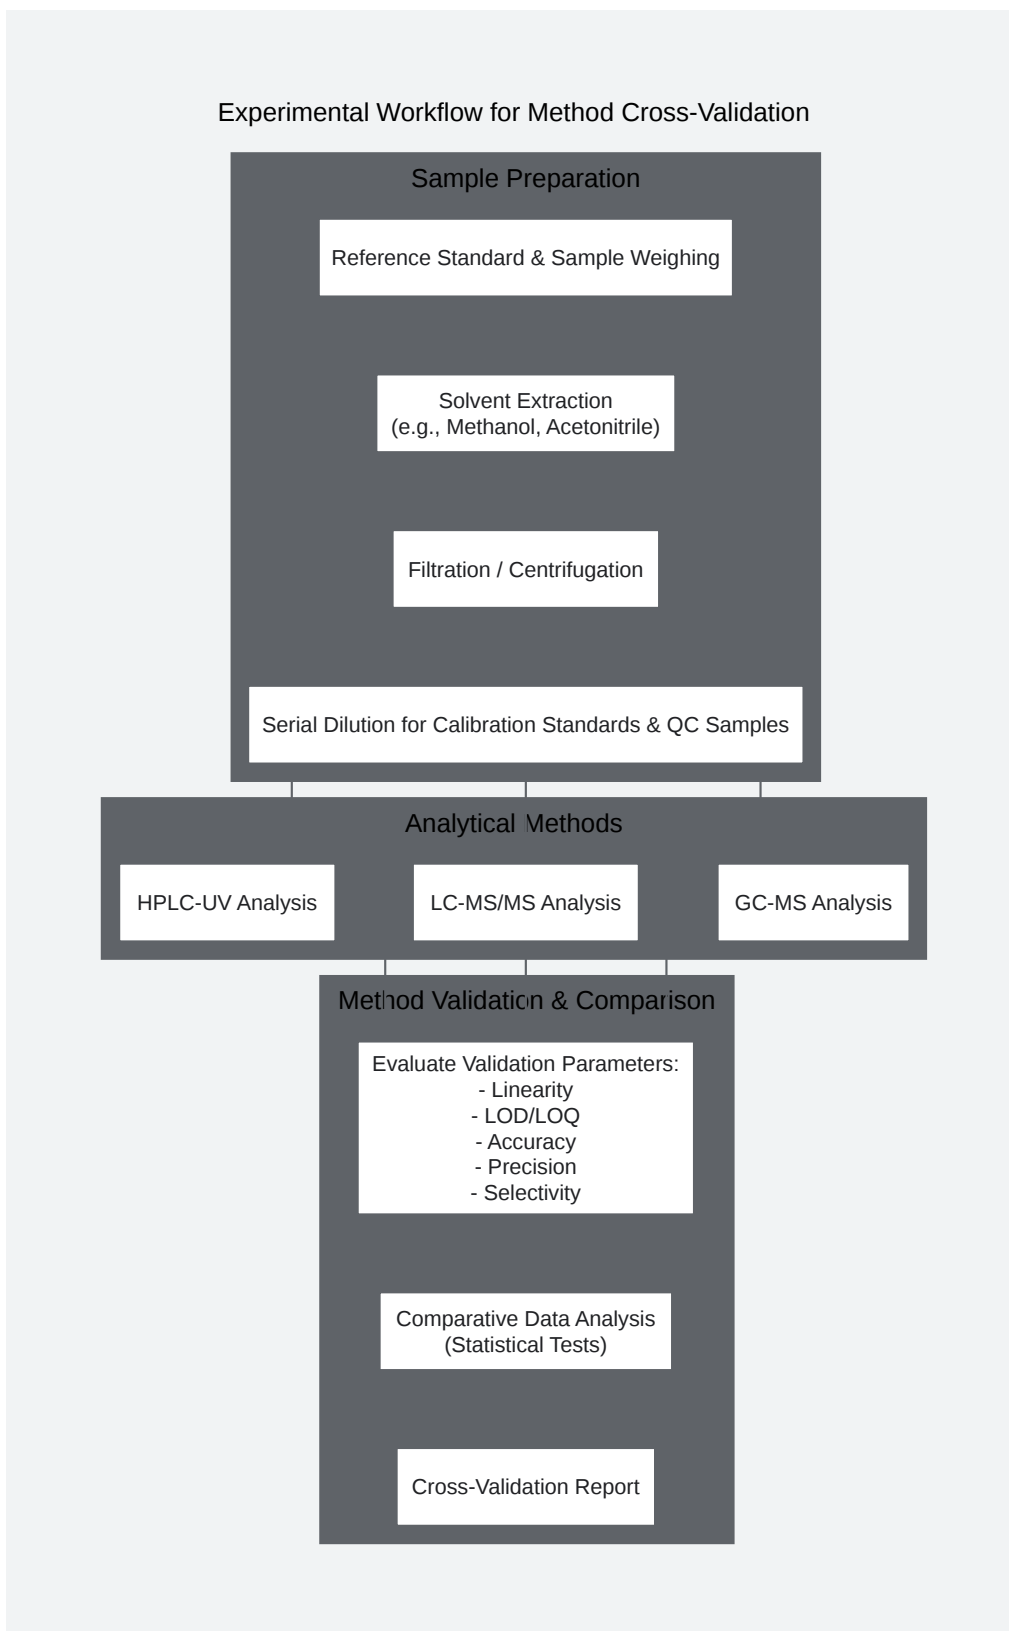 Experimental Workflow for Method Cross-Validation
Sample Preparation
Reference Standard & Sample Weighing
Solvent Extraction
(e.g., Methanol, Acetonitrile)
Filtration / Centrifugation
Serial Dilution for Calibration Standards & QC Samples
Analytical Methods
HPLC-UV Analysis
LC-MS/MS Analysis
GC-MS Analysis
Method Validation & Comparison
Evaluate Validation Parameters:
- Linearity
- LOD/LOQ
- Accuracy
- Precision
- Selectivity
Comparative Data Analysis
(Statistical Tests)
Cross-Validation Report